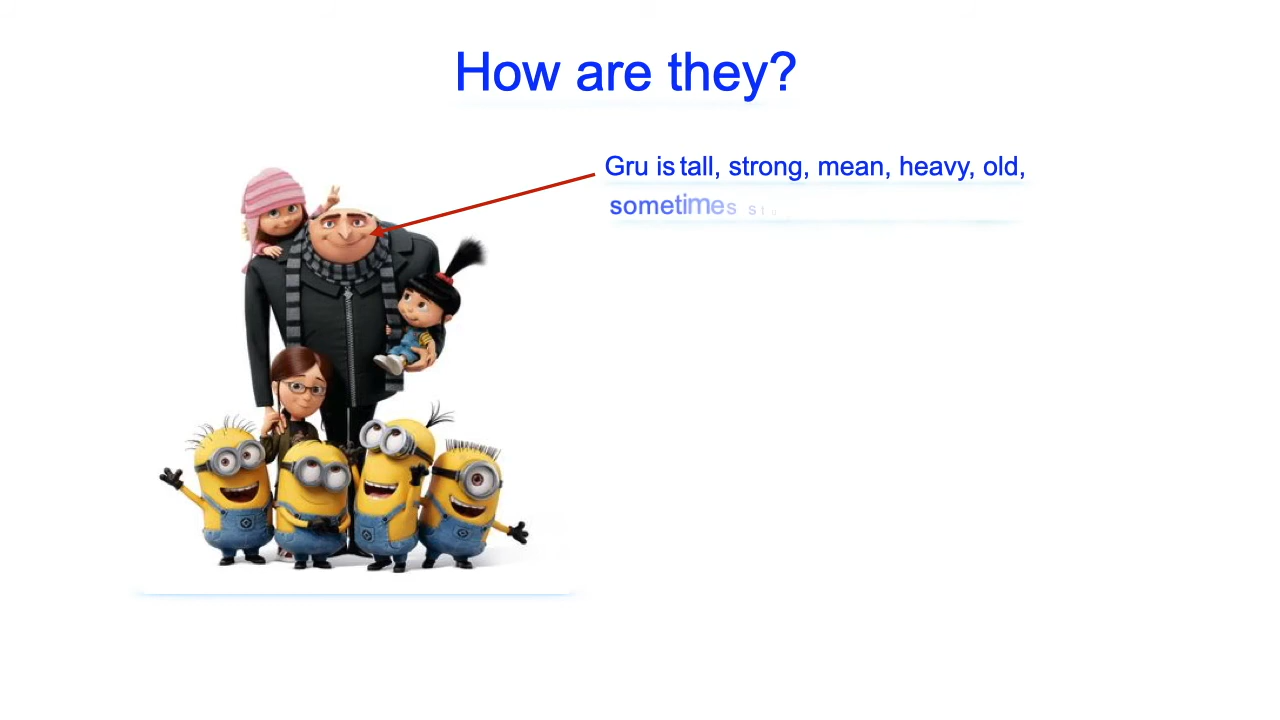 How are they?
Gru is tall, strong, mean, heavy, old,
sometimes